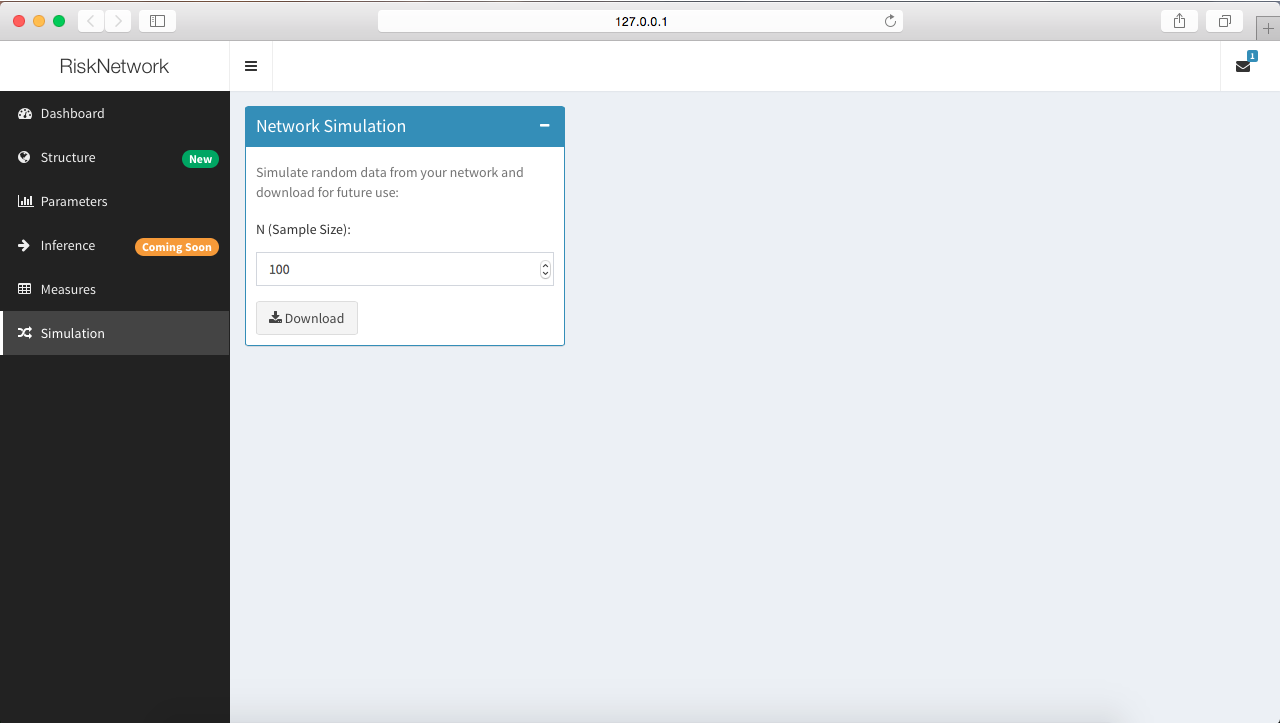 127.0.0.1
RiskNetwork
1
Dashboard
Structure New
Parameters
Inference Coming Soon
Measures
Simulation
Network Simulation
Simulate random data from your network and
download for future use:
N (Sample Size):
100
Download